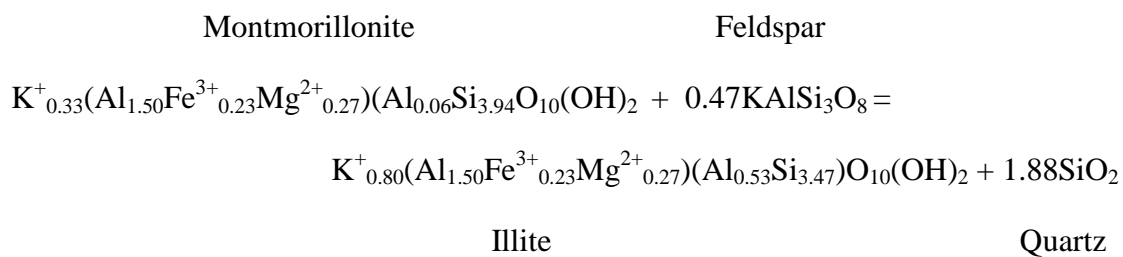 Montmorillonite Feldspar
K⁺₀.₃₃(Al₁.₅₀Fe³⁺₀.₂₃Mg²⁺₀.₂₇)(Al₀.₀₆Si₃.₉₄O₁₀(OH)₂ + 0.47KAlSi₃O₈ =
K⁺₀.₈₀(Al₁.₅₀Fe³⁺₀.₂₃Mg²⁺₀.₂₇)(Al₀.₅₃Si₃.₄₇)O₁₀(OH)₂ + 1.88SiO₂
Illite Quartz